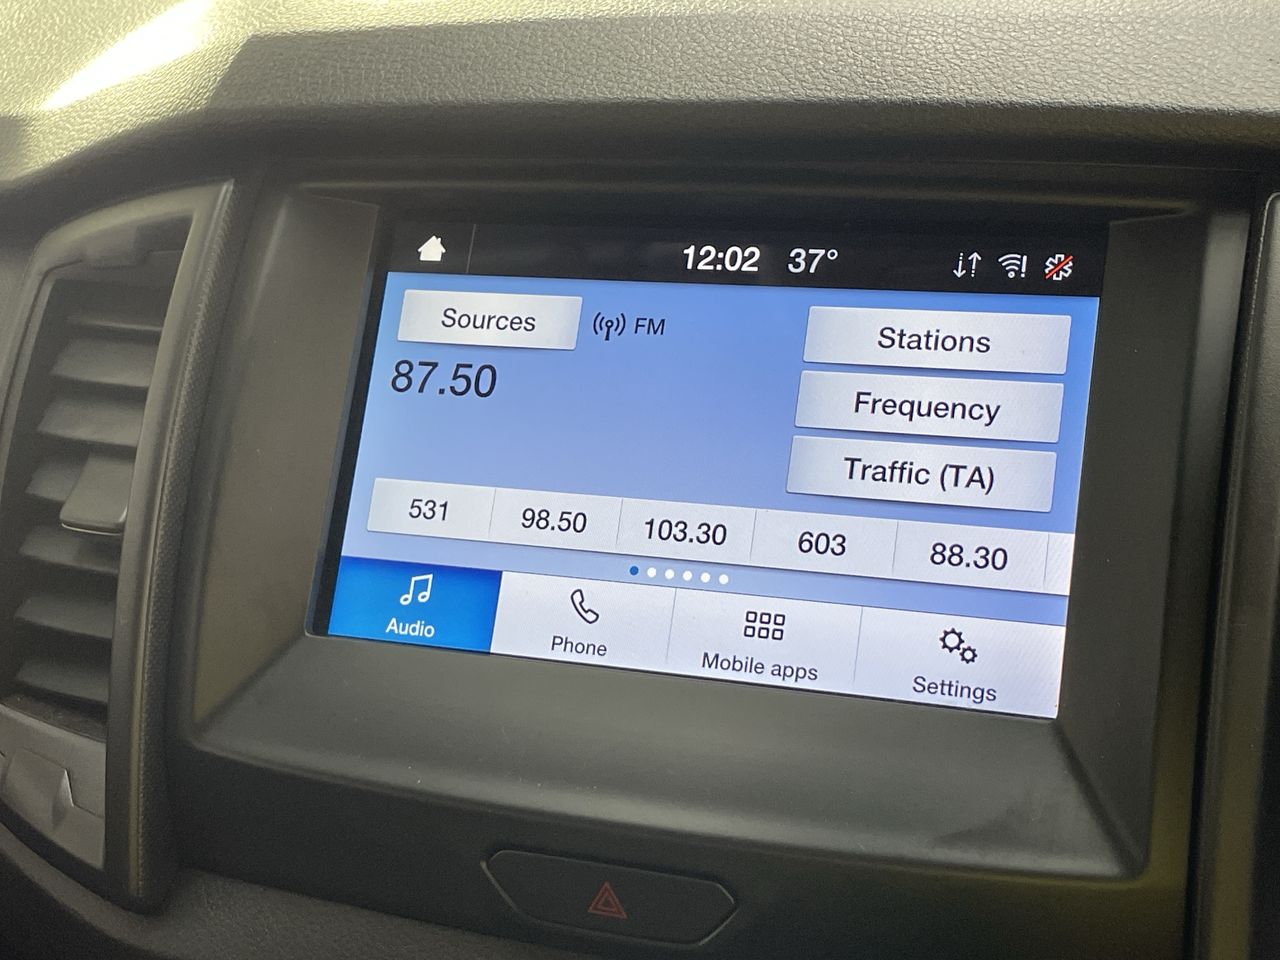 12:02 37°
Sources FM
Stations
87.50
Frequency
Traffic (TA)
531 98.50 103.30 603 88.30
Audio Phone Mobile apps Settings